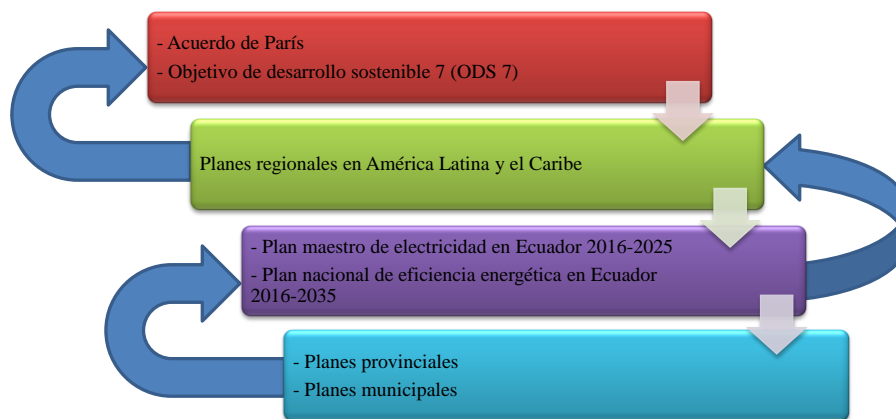 - Acuerdo de París
- Objetivo de desarrollo sostenible 7 (ODS 7)
Planes regionales en América Latina y el Caribe
- Plan maestro de electricidad en Ecuador 2016-2025
- Plan nacional de eficiencia energética en Ecuador
2016-2035
- Planes provinciales
- Planes municipales